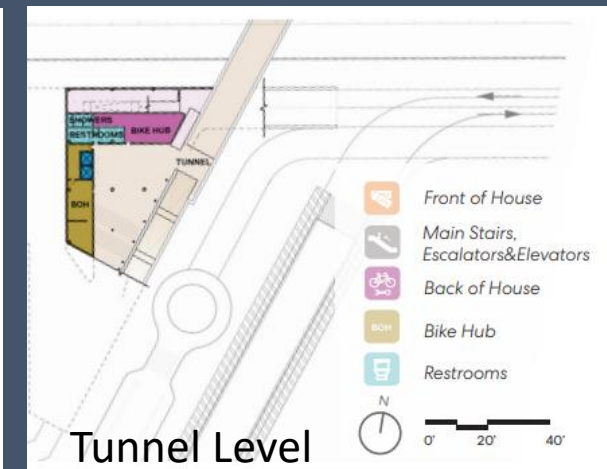 SHOWERS
RESTROOMS
BIKE HUB
TUNNEL
BOH
Front of House
Main Stairs,
Escalators&Elevators
Back of House
BOH
Bike Hub
Restrooms
N
0' 20' 40'
Tunnel Level